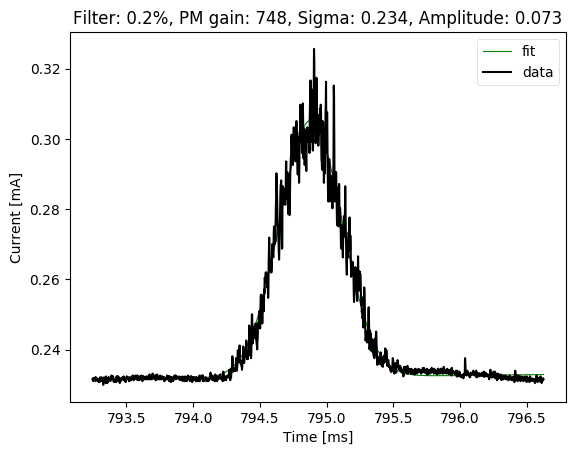 Filter: 0.2%, PM gain: 748, Sigma: 0.234, Amplitude: 0.073
fit
data
0.32
0.30
0.28
0.26
0.24
Current [mA]
793.5 794.0 794.5 795.0 795.5 796.0 796.5
Time [ms]